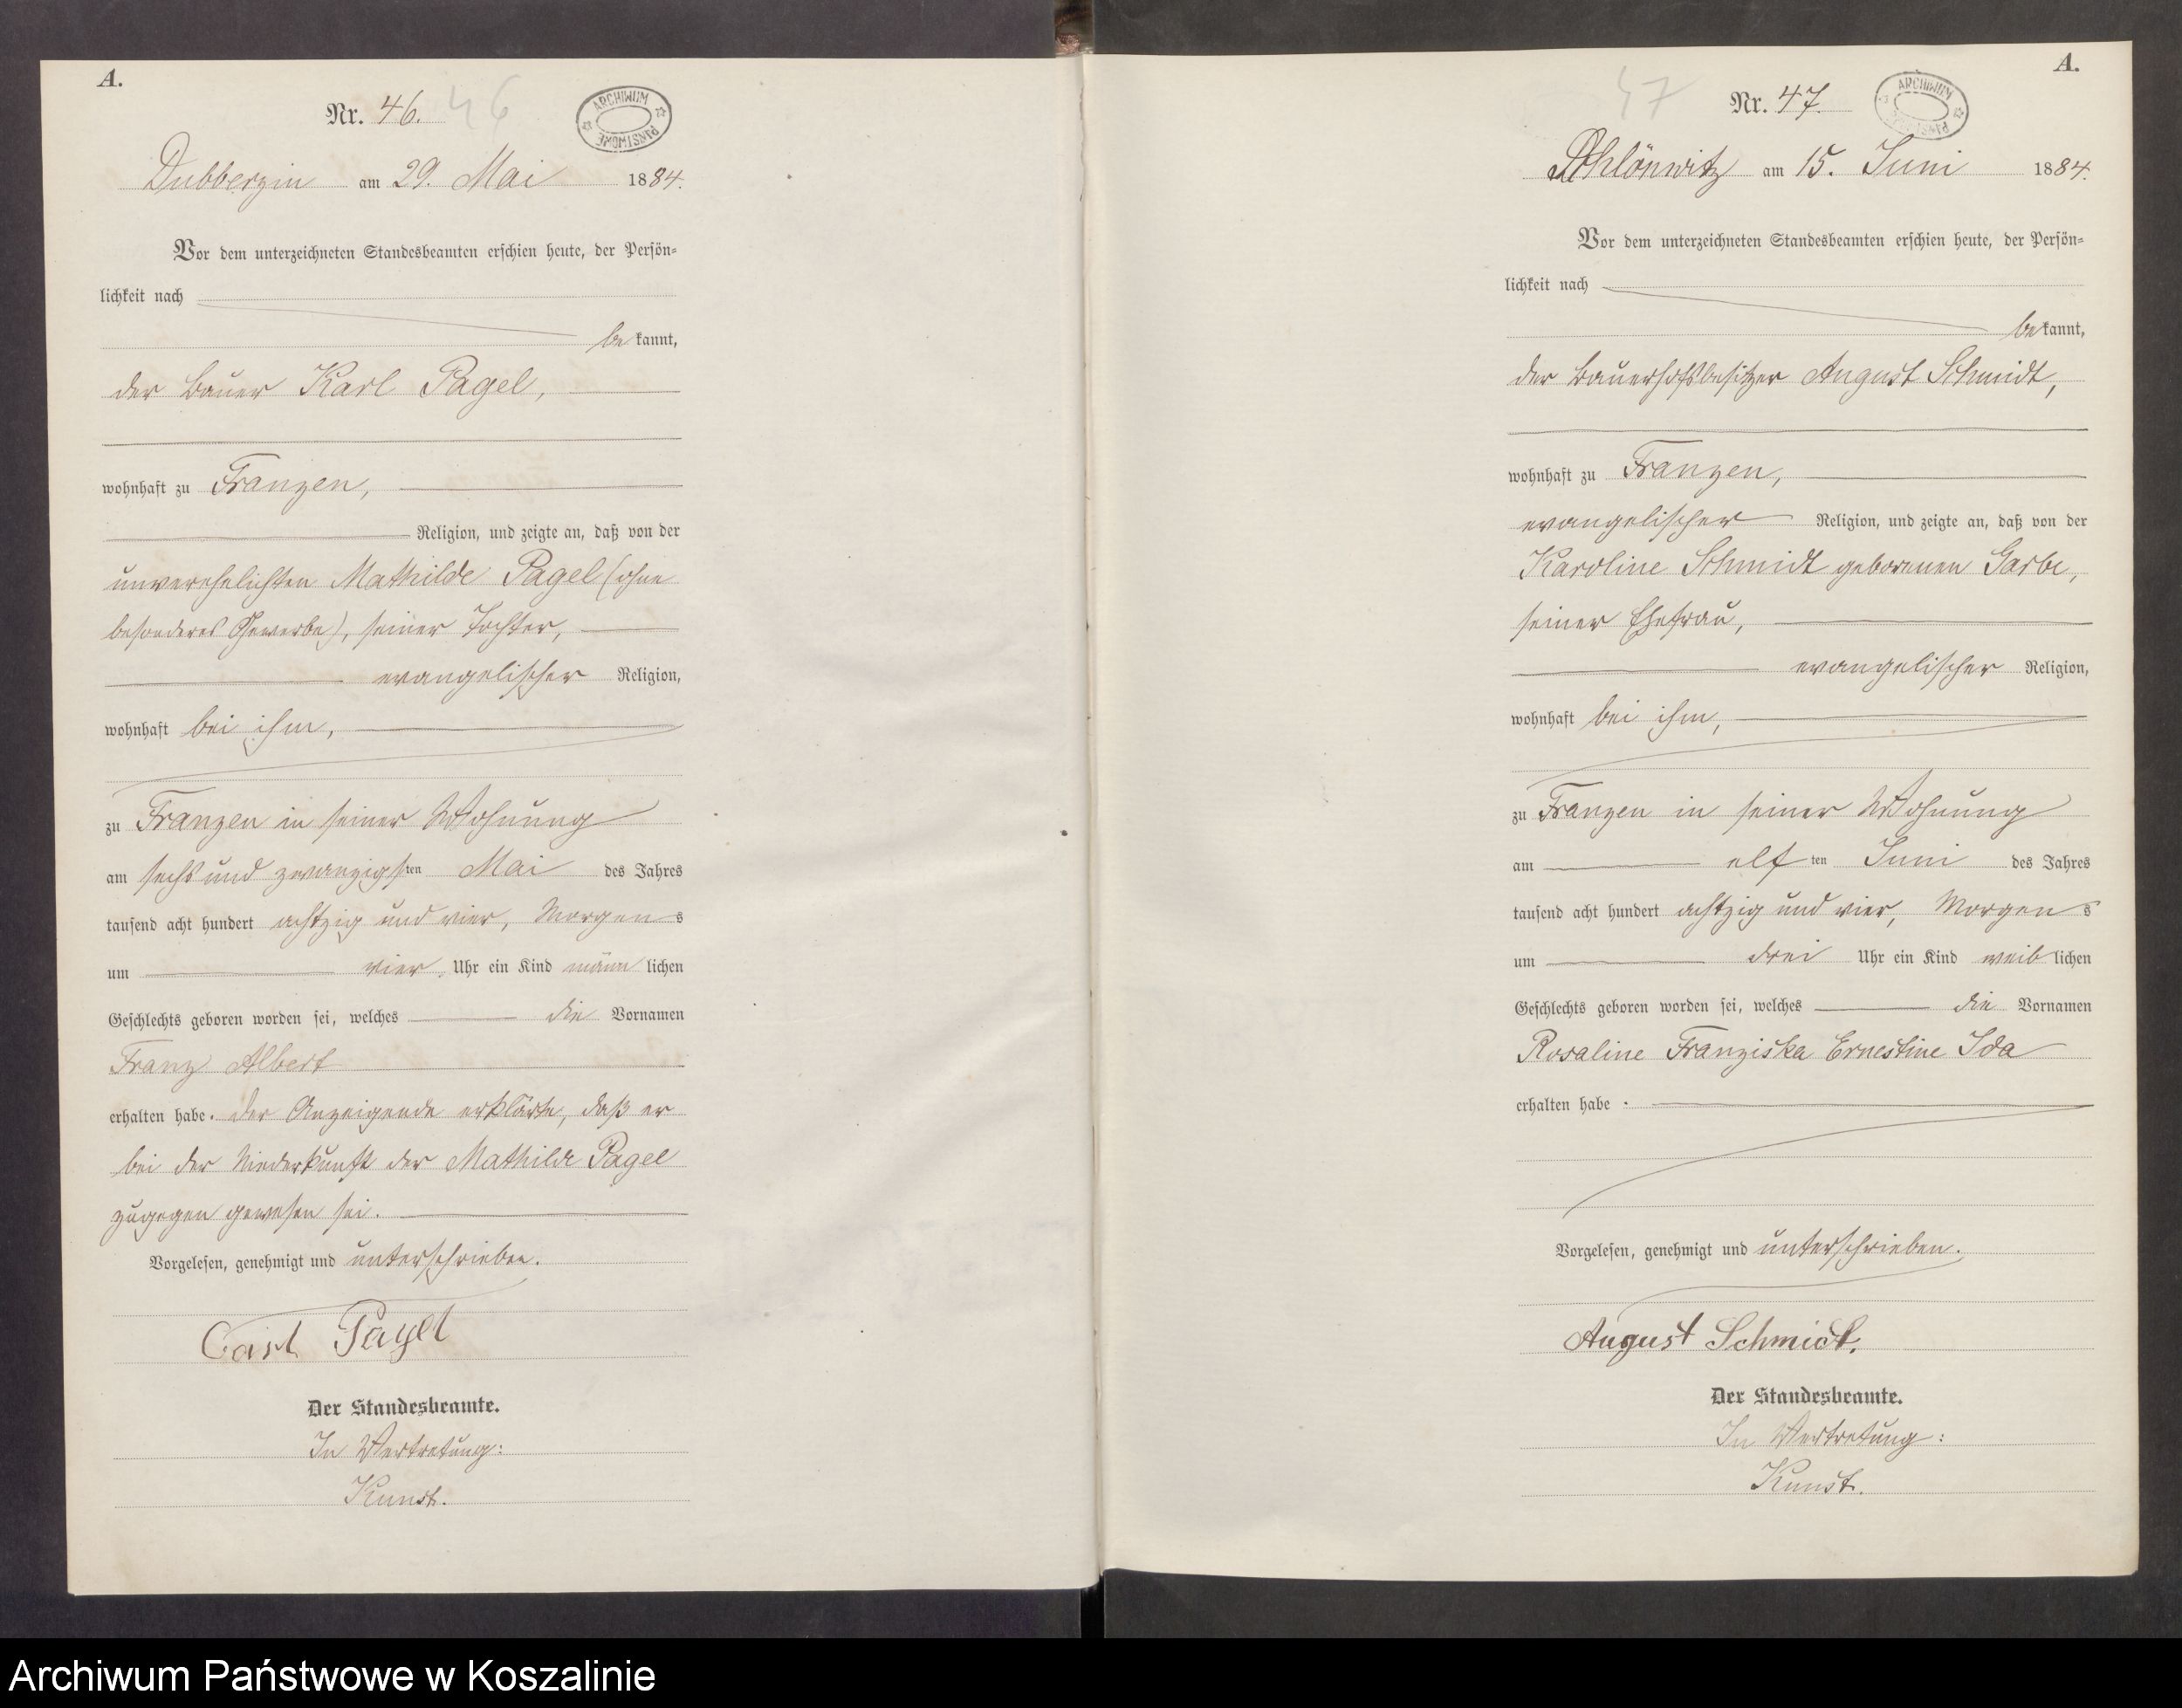 A.
Nr. 46. 46
ARCHIWUM PAŃSTWOWE
Dubberzin am 29. Mai 1884.
Vor dem unterzeichneten Standesbeamten erschien heute, der Persön=
lichkeit nach
bekannt,
der Bauer Karl Pagel,
wohnhaft zu Franzen,
Religion, und zeigte an, daß von der
unverehelichten Mathilde Pagel (ohne
besonderes Gewerbe), seiner Tochter,
evangelischer Religion,
wohnhaft bei ihm,
zu Franzen in seiner Wohnung
am sechs und zwanzigsten Mai des Jahres
tausend acht hundert achtzig und vier, Morgens
um vier Uhr ein Kind männlichen
Geschlechts geboren worden sei, welches die Vornamen
Franz Albert
erhalten habe. Der Anzeigende erklärte, daß er
bei der Niederkunft der Mathilde Pagel
zugegen gewesen sei.
Vorgelesen, genehmigt und unterschrieben.
Carl Pagel
Der Standesbeamte.
In Vertretung:
Kunst.
A.
47 Nr. 47.
ARCHIWUM PAŃSTWOWE
Schlönwitz am 15. Juni 1884.
Vor dem unterzeichneten Standesbeamten erschien heute, der Persön=
lichkeit nach
bekannt,
der Bauerhofsbesitzer August Schmidt,
wohnhaft zu Franzen,
evangelischer Religion, und zeigte an, daß von der
Karoline Schmidt geborenen Garbe,
seiner Ehefrau,
evangelischer Religion,
wohnhaft bei ihm,
zu Franzen in seiner Wohnung
am elften Juni des Jahres
tausend acht hundert achtzig und vier, Morgens
um drei Uhr ein Kind weiblichen
Geschlechts geboren worden sei, welches die Vornamen
Rosaline Franziska Ernestine Ida
erhalten habe.
Vorgelesen, genehmigt und unterschrieben.
August Schmidt.
Der Standesbeamte.
In Vertretung:
Kunst.
Archiwum Państwowe w Koszalinie